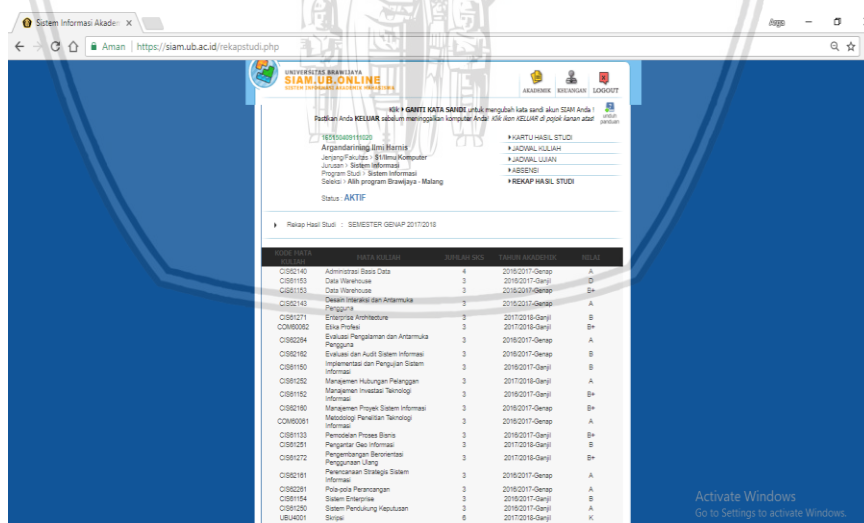 Sistem Informasi Akade
Arga
Aman | https://siam.ub.ac.id/rekapstudi.php
UNIVERSITAS BRAWIJAYA
SIAM.UB.ONLINE
SISTEM INFORMASI AKADEMIK MAHASISWA
AKADEMIK KEUANGAN LOGOUT
Klik GANTI KATA SANDI untuk mengubah kata sandi akun SIAM Anda !
Pastikan Anda KELUAR sebelum meninggalkan komputer Anda! Klik ikon KELUAR di pojok kanan atas!
unduh panduan
165150409111020
Argandarining Ilmi Harnis
Jenjang/Fakultas > S1/Ilmu Komputer
Jurusan > Sistem Informasi
Program Studi > Sistem Informasi
Seleksi > Alih program Brawijaya - Malang
Status : AKTIF
KARTU HASIL STUDI
JADWAL KULIAH
JADWAL UJIAN
ABSENSI
REKAP HASIL STUDI
Rekap Hasil Studi : SEMESTER GENAP 2017/2018
KODE MATA KULIAH MATA KULIAH JUMLAH SKS TAHUN AKADEMIK NILAI
CIS62140 Administrasi Basis Data 4 2016/2017-Genap A
CIS61153 Data Warehouse 3 2016/2017-Ganjil D
CIS61153 Data Warehouse 3 2016/2017-Genap B+
CIS62143 Desain Interaksi dan Antarmuka Pengguna 3 2016/2017-Genap A
CIS61271 Enterprise Architecture 3 2017/2018-Ganjil B
COM60062 Etika Profesi 3 2017/2018-Ganjil B+
CIS62264 Evaluasi Pengalaman dan Antarmuka Pengguna 3 2016/2017-Genap A
CIS62162 Evaluasi dan Audit Sistem Informasi 3 2016/2017-Genap B
CIS61150 Implementasi dan Pengujian Sistem Informasi 3 2016/2017-Ganjil B
CIS61252 Manajemen Hubungan Pelanggan 3 2017/2018-Ganjil A
CIS61152 Manajemen Investasi Teknologi Informasi 3 2016/2017-Ganjil B+
CIS62160 Manajemen Proyek Sistem Informasi 3 2016/2017-Genap B+
COM60061 Metodologi Penelitian Teknologi Informasi 3 2016/2017-Genap A
CIS61133 Pemodelan Proses Bisnis 3 2016/2017-Ganjil B+
CIS61251 Pengantar Geo Informasi 3 2017/2018-Ganjil B
CIS61272 Pengembangan Berorientasi Penggunaan Ulang 3 2016/2017-Ganjil B+
CIS62161 Perencanaan Strategis Sistem Informasi 3 2016/2017-Genap A
CIS62261 Pola-pola Perancangan 3 2016/2017-Genap A
CIS61154 Sistem Enterprise 3 2016/2017-Ganjil B
CIS61250 Sistem Pendukung Keputusan 3 2016/2017-Ganjil A
UBU4001 Skripsi 6 2017/2018-Ganjil K
Activate Windows
Go to Settings to activate Windows.